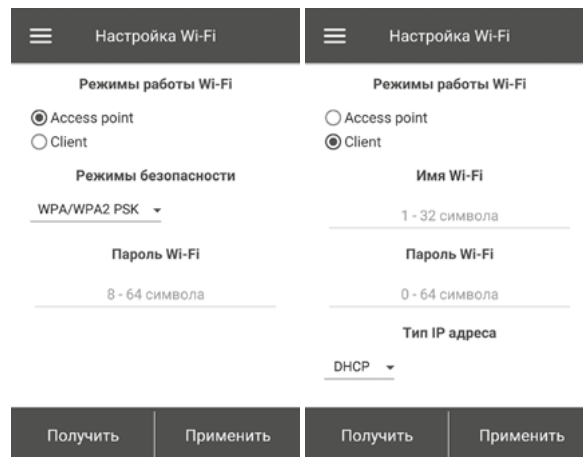 Настройка Wi-Fi
Режимы работы Wi-Fi
Access point
Client
Режимы безопасности
WPA/WPA2 PSK
Пароль Wi-Fi
8 - 64 символа
Получить
Применить
Настройка Wi-Fi
Режимы работы Wi-Fi
Access point
Client
Имя Wi-Fi
1 - 32 символа
Пароль Wi-Fi
0 - 64 символа
Тип IP адреса
DHCP
Получить
Применить